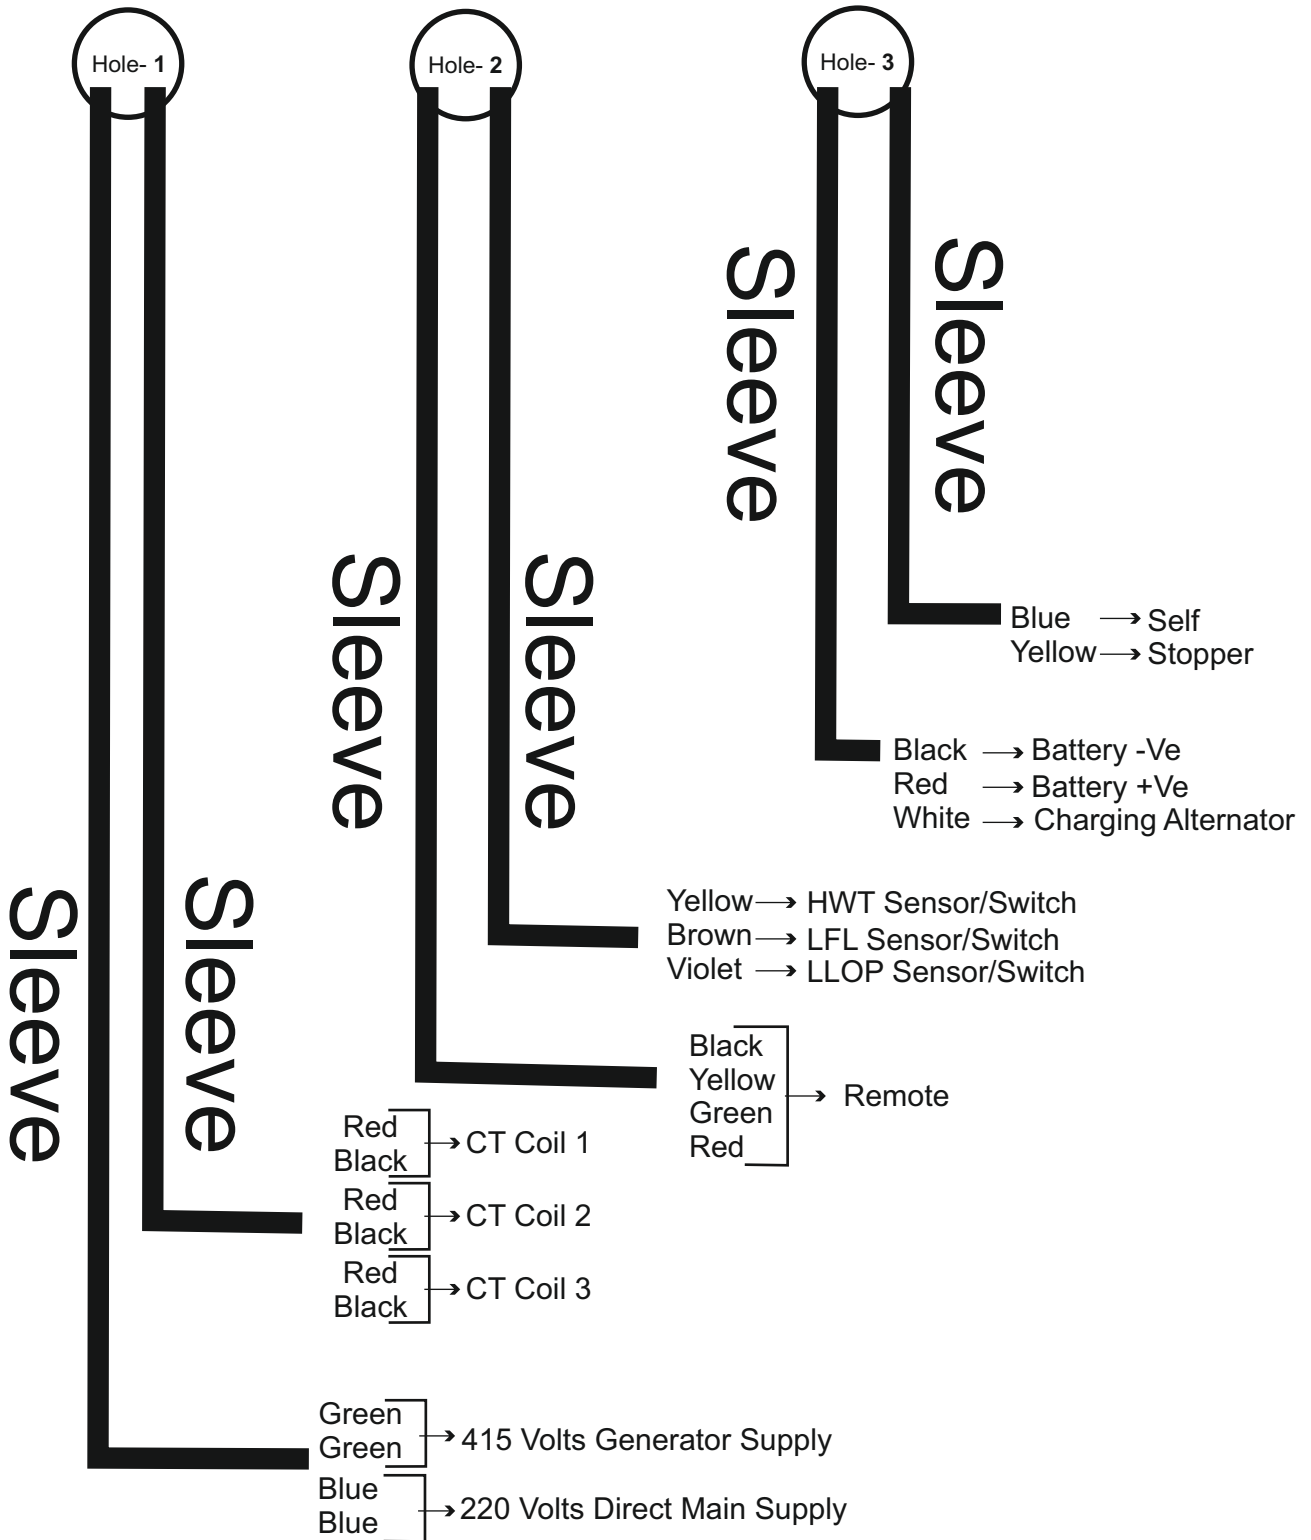 Hole- 1
Hole- 2
Hole- 3
Sleeve
Sleeve
Sleeve
Sleeve
Sleeve
Sleeve
Blue → Self
Yellow → Stopper
Black → Battery -Ve
Red → Battery +Ve
White → Charging Alternator
Yellow → HWT Sensor/Switch
Brown → LFL Sensor/Switch
Violet → LLOP Sensor/Switch
Black
Yellow
Green
Red
→ Remote
Red
Black
→ CT Coil 1
Red
Black
→ CT Coil 2
Red
Black
→ CT Coil 3
Green
Green
→ 415 Volts Generator Supply
Blue
Blue
→ 220 Volts Direct Main Supply